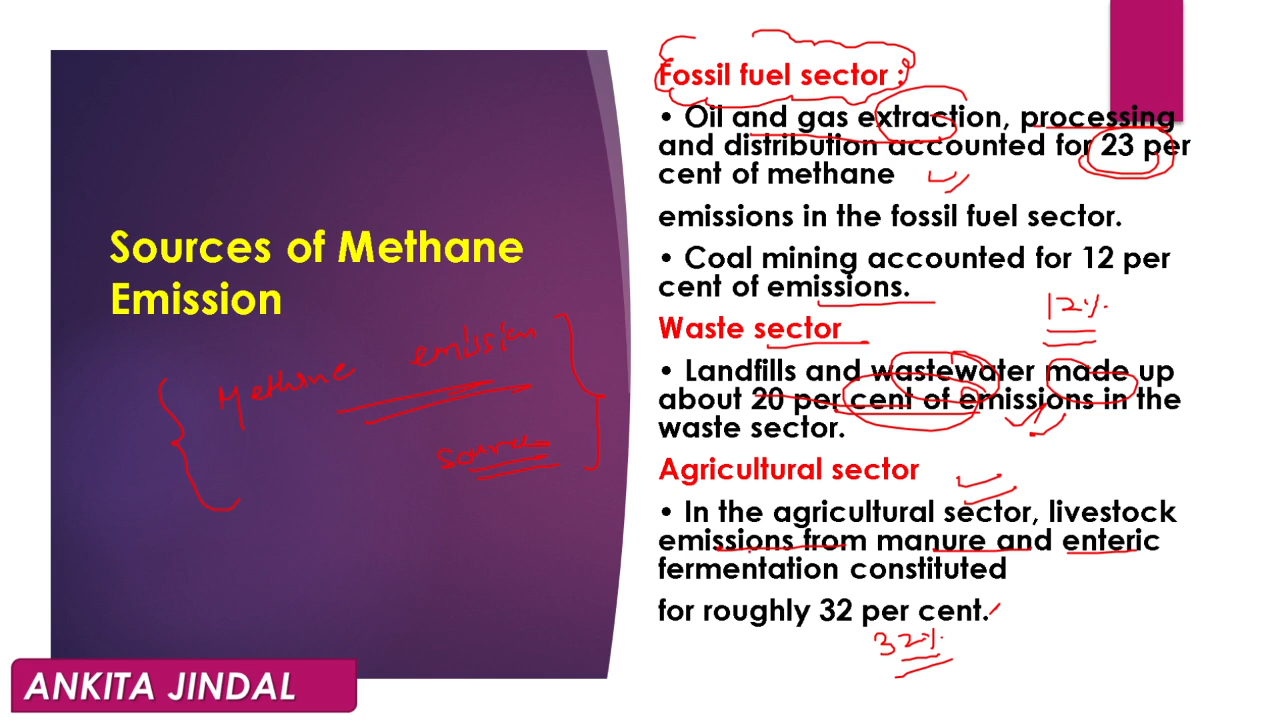 Sources of Methane
Emission
Methane emission
source
Fossil fuel sector :
• Oil and gas extraction, processing
and distribution accounted for 23 per
cent of methane
emissions in the fossil fuel sector.
• Coal mining accounted for 12 per
cent of emissions.
12%
Waste sector
• Landfills and wastewater made up
about 20 per cent of emissions in the
waste sector.
Agricultural sector
• In the agricultural sector, livestock
emissions from manure and enteric
fermentation constituted
for roughly 32 per cent.
32%
ANKITA JINDAL